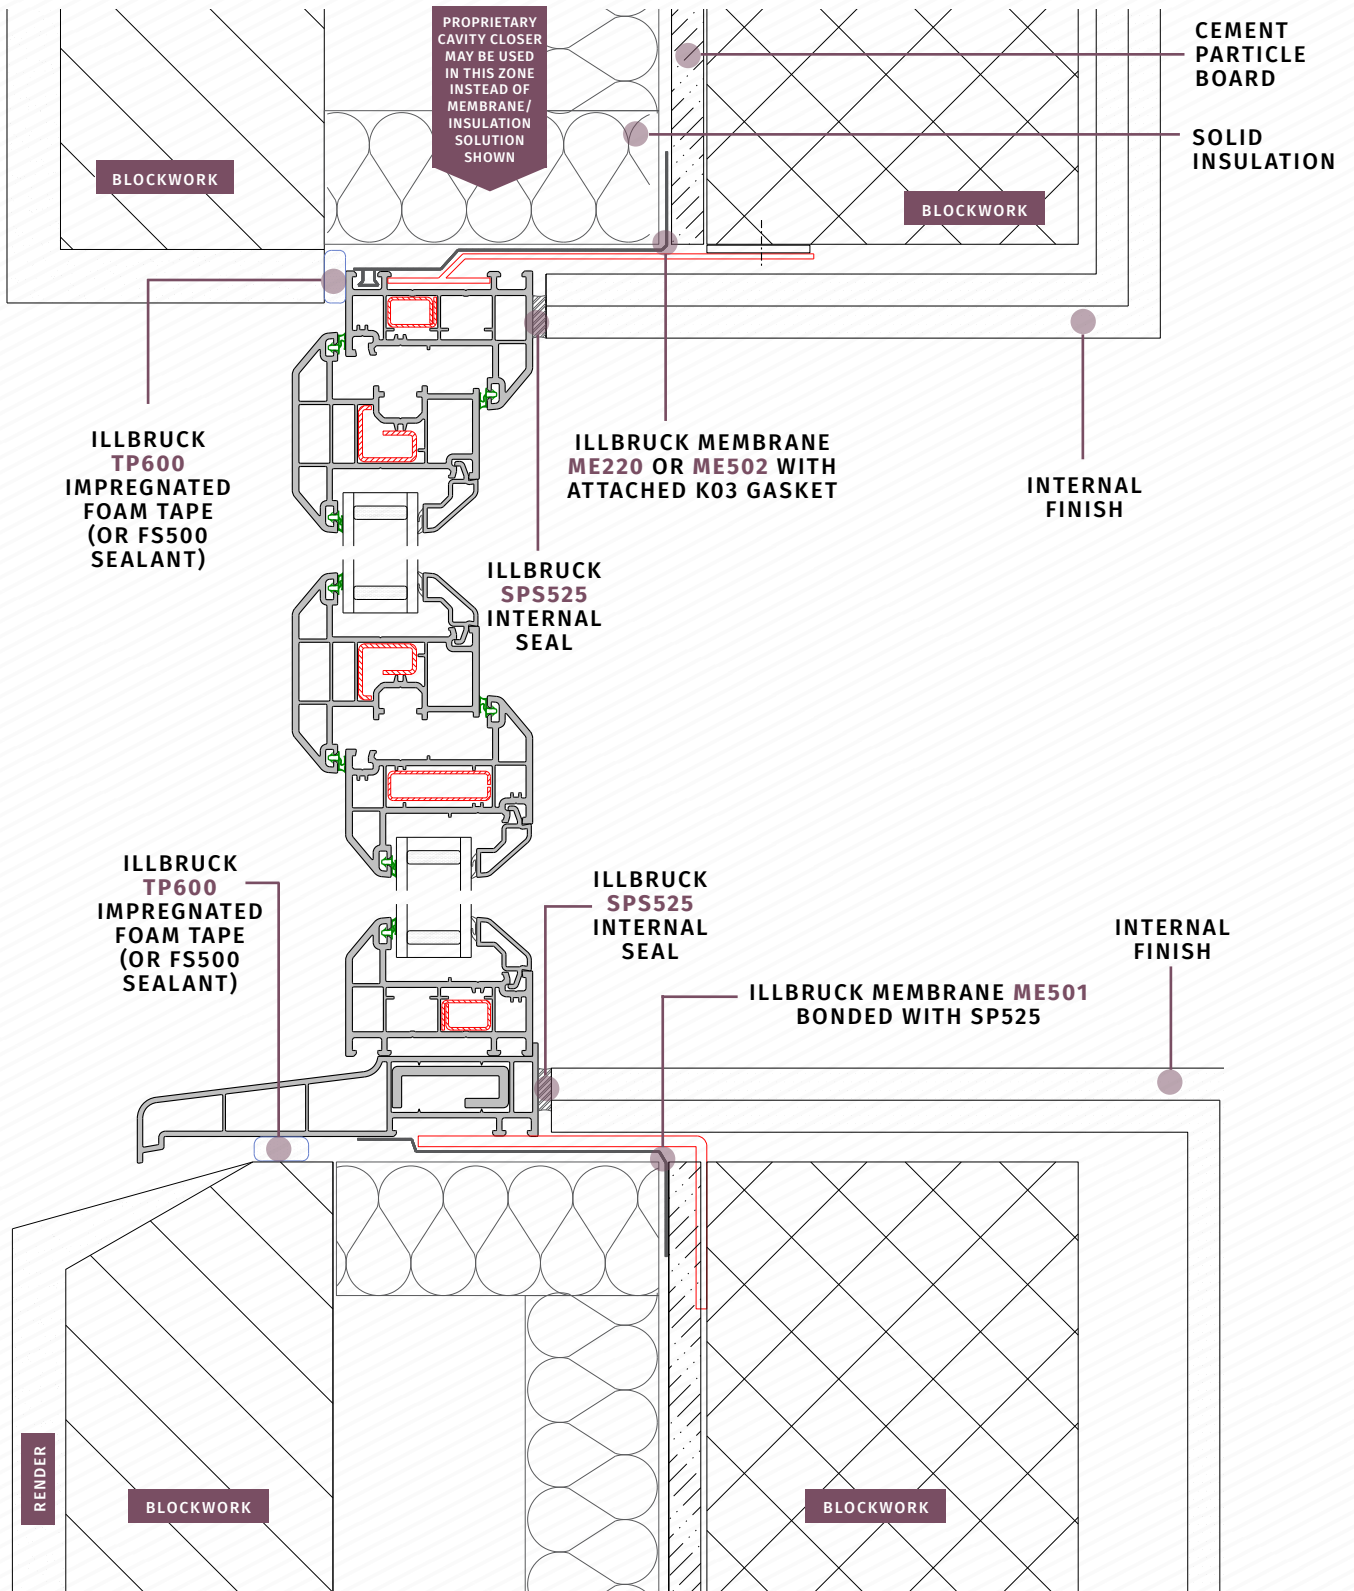 PROPRIETARY
CAVITY CLOSER
MAY BE USED
IN THIS ZONE
INSTEAD OF
MEMBRANE/
INSULATION
SOLUTION
SHOWN
CEMENT
PARTICLE
BOARD
SOLID
INSULATION
BLOCKWORK
BLOCKWORK
ILLBRUCK
TP600
IMPREGNATED
FOAM TAPE
(OR FS500
SEALANT)
ILLBRUCK MEMBRANE
ME220 OR ME502 WITH
ATTACHED K03 GASKET
INTERNAL
FINISH
ILLBRUCK
SPS525
INTERNAL
SEAL
ILLBRUCK
TP600
IMPREGNATED
FOAM TAPE
(OR FS500
SEALANT)
ILLBRUCK
SPS525
INTERNAL
SEAL
INTERNAL
FINISH
ILLBRUCK MEMBRANE ME501
BONDED WITH SP525
RENDER
BLOCKWORK
BLOCKWORK